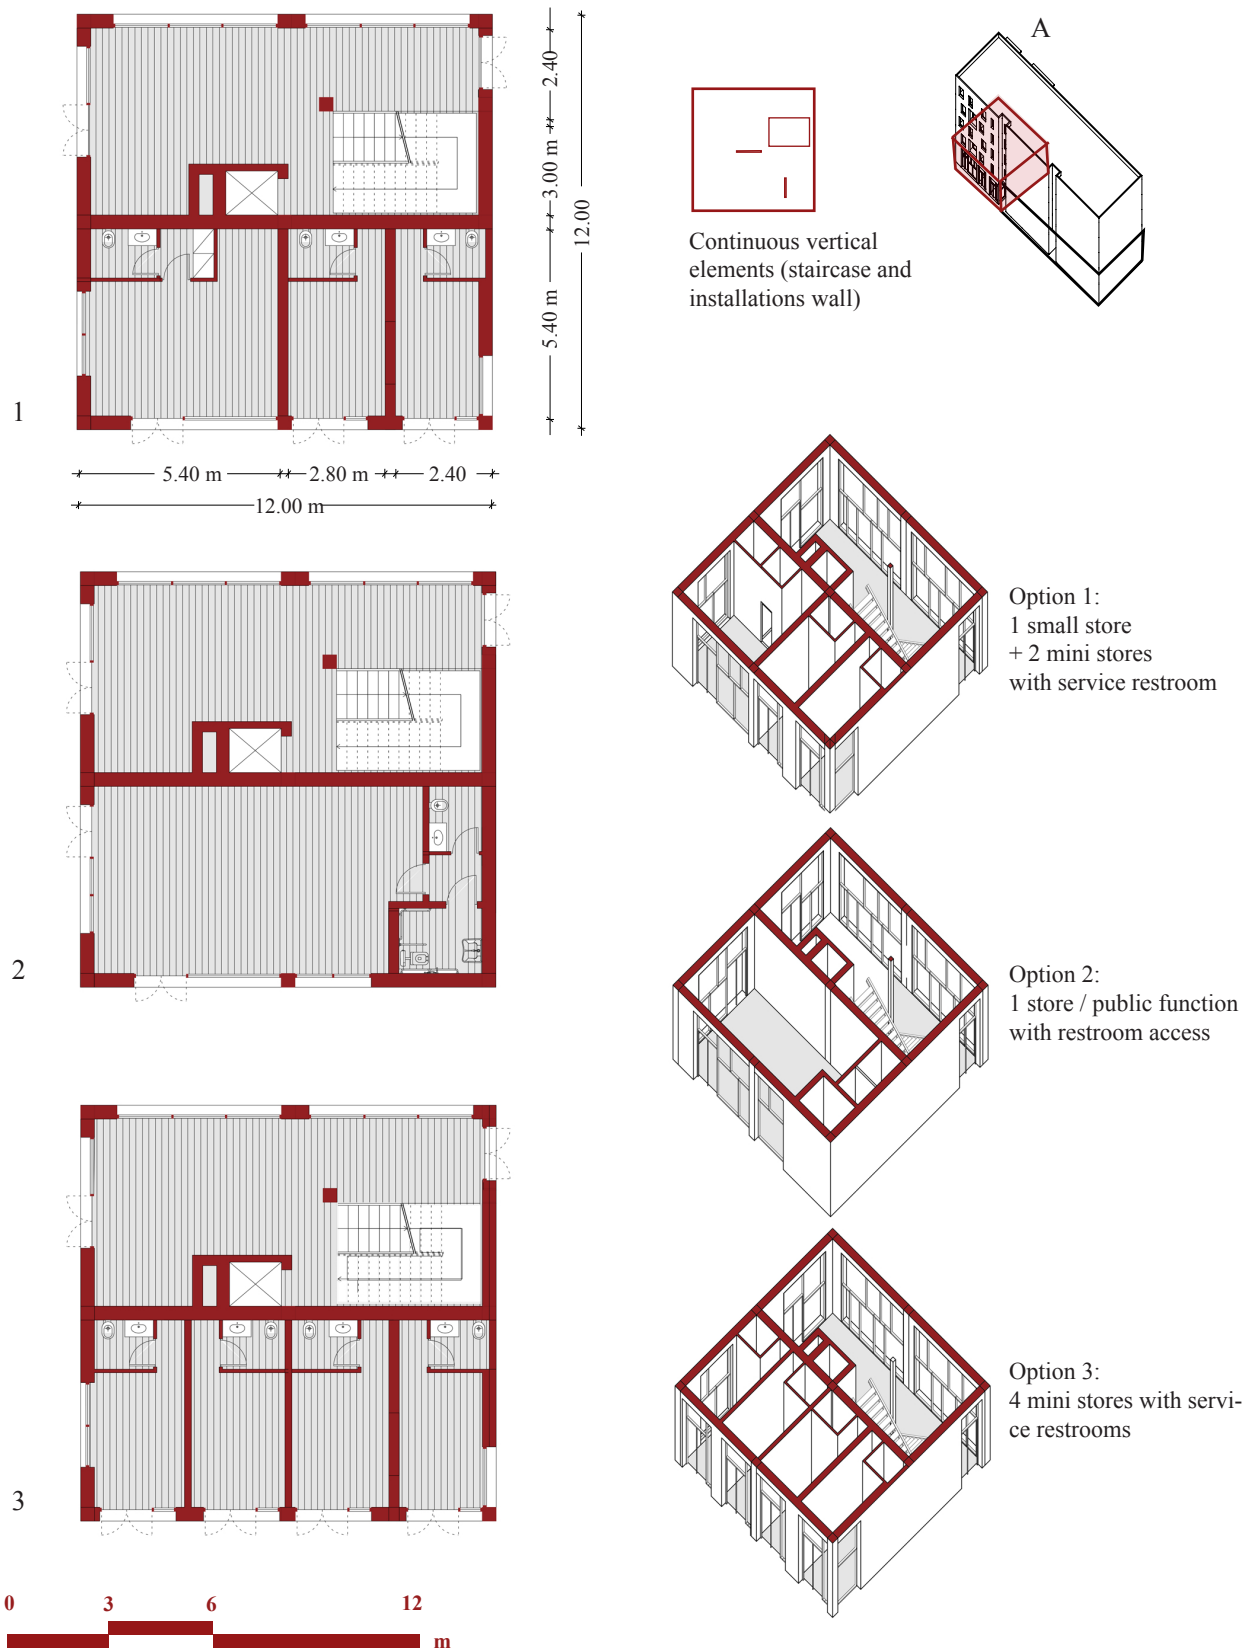 A
2.40
3.00 m
5.40 m
12.00
Continuous vertical
elements (staircase and
installations wall)
1
5.40 m
2.80 m
2.40
12.00 m
Option 1:
1 small store
+ 2 mini stores
with service restroom
2
Option 2:
1 store / public function
with restroom access
Option 3:
4 mini stores with servi-
ce restrooms
3
0 3 6 12
m